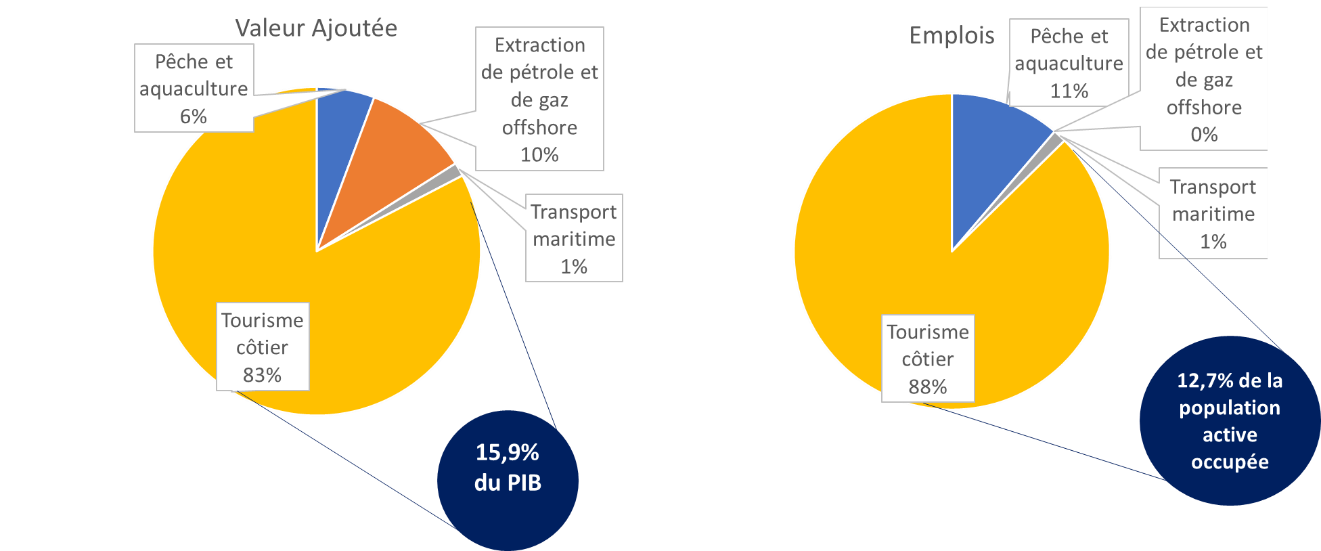 Valeur Ajoutée
Pêche et
aquaculture
6%
Extraction
de pétrole et
de gaz
offshore
10%
Transport
maritime
1%
Tourisme
côtier
83%
15,9%
du PIB
Emplois
Pêche et
aquaculture
11%
Extraction
de pétrole et
de gaz
offshore
0%
Transport
maritime
1%
Tourisme
côtier
88%
12,7% de la
population
active
occupée